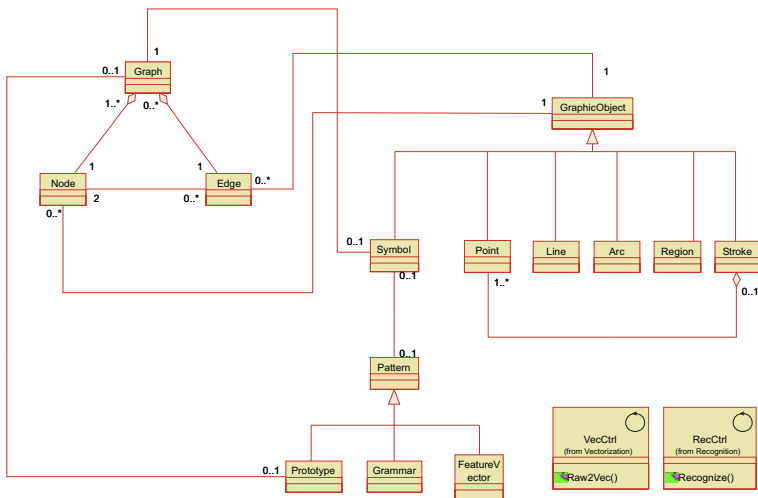 1
0..1
Graph
1..*
0..*
1
1
GraphicObject
1
1
Node
Edge
0..*
2
0..*
0..*
0..1
Symbol
Point
Line
Arc
Region
Stroke
0..1
1..*
0..1
0..1
Pattern
VecCtrl
(from Vectorization)
Raw2Vec()
RecCtrl
(from Recognition)
Recognize()
0..1
Prototype
Grammar
FeatureV
ector